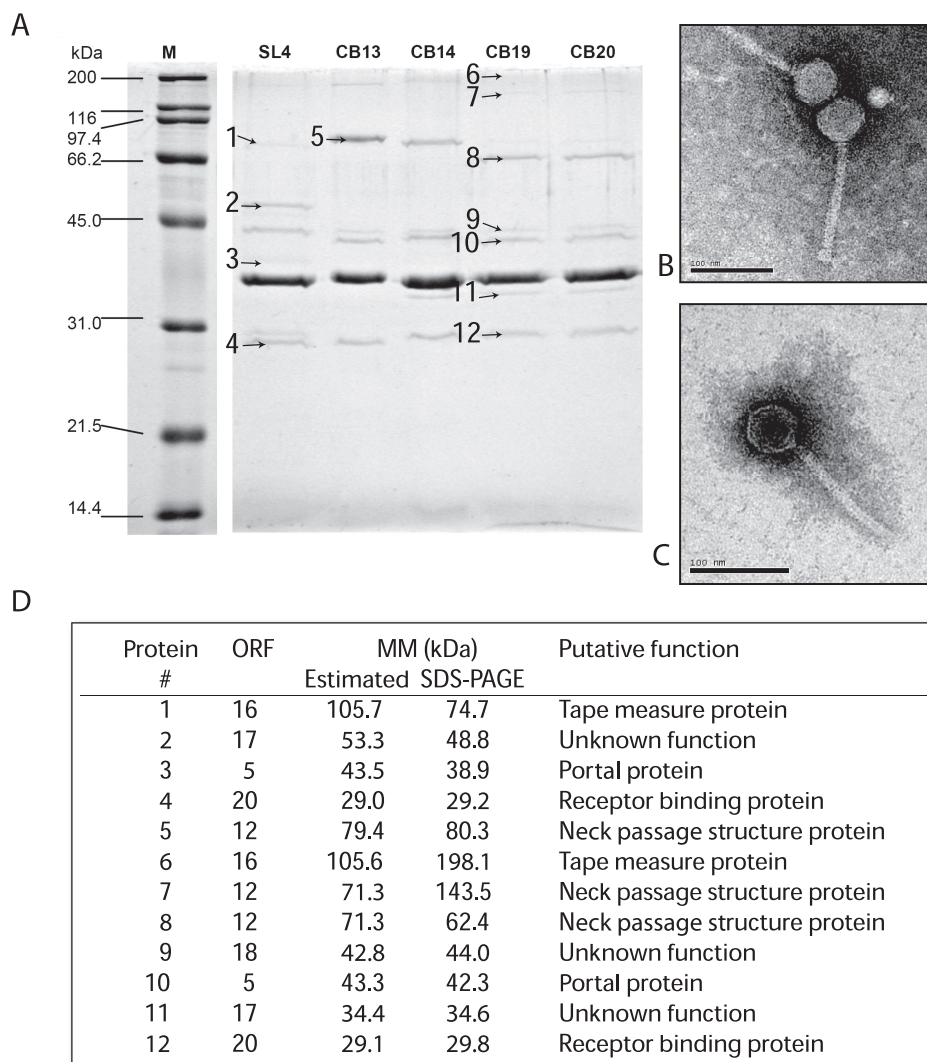 A
kDa M SL4 CB13 CB14 CB19 CB20
200
116
97.4
66.2
45.0
31.0
21.5
14.4
1
2
3
4
5
6
7
8
9
10
11
12
B
100 nm
C
100 nm
D
Protein ORF MM (kDa) Putative function
# Estimated SDS-PAGE
1 16 105.7 74.7 Tape measure protein
2 17 53.3 48.8 Unknown function
3 5 43.5 38.9 Portal protein
4 20 29.0 29.2 Receptor binding protein
5 12 79.4 80.3 Neck passage structure protein
6 16 105.6 198.1 Tape measure protein
7 12 71.3 143.5 Neck passage structure protein
8 12 71.3 62.4 Neck passage structure protein
9 18 42.8 44.0 Unknown function
10 5 43.3 42.3 Portal protein
11 17 34.4 34.6 Unknown function
12 20 29.1 29.8 Receptor binding protein